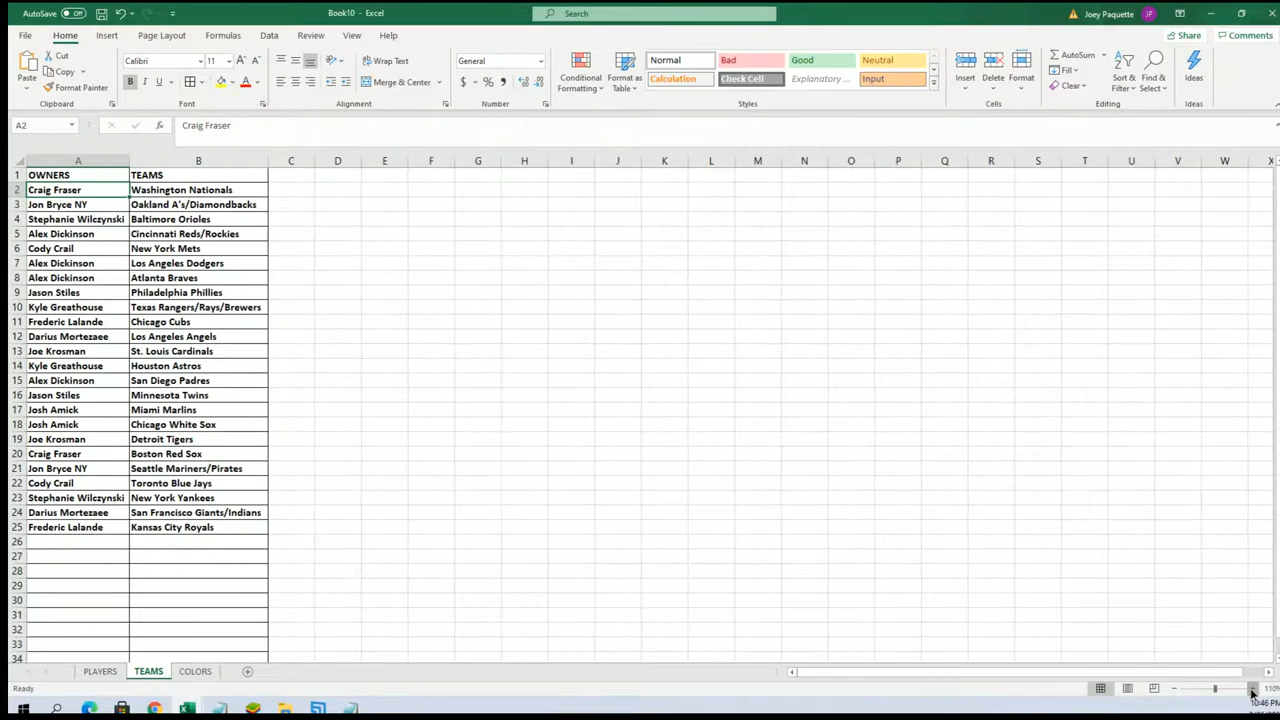 AutoSave Off Book10 - Excel Search Joey Paquette JP
File Home Insert Page Layout Formulas Data Review View Help Share Comments
Paste Cut Copy Format Painter Clipboard
Calibri 11 B I U Font
Wrap Text Merge & Center Alignment
General $ % Number
Conditional Formatting Format as Table Normal Bad Good Neutral
Calculation Check Cell Explanatory ... Input Styles
Insert Delete Format Cells
AutoSum Fill Clear Sort & Filter Find & Select Editing
Ideas Ideas
A2 fx Craig Fraser
A B C D E F G H I J K L M N O P Q R S T U V W X
1 OWNERS TEAMS
2 Craig Fraser Washington Nationals
3 Jon Bryce NY Oakland A's/Diamondbacks
4 Stephanie Wilczynski Baltimore Orioles
5 Alex Dickinson Cincinnati Reds/Rockies
6 Cody Crail New York Mets
7 Alex Dickinson Los Angeles Dodgers
8 Alex Dickinson Atlanta Braves
9 Jason Stiles Philadelphia Phillies
10 Kyle Greathouse Texas Rangers/Rays/Brewers
11 Frederic Lalande Chicago Cubs
12 Darius Mortezaee Los Angeles Angels
13 Joe Krosman St. Louis Cardinals
14 Kyle Greathouse Houston Astros
15 Alex Dickinson San Diego Padres
16 Jason Stiles Minnesota Twins
17 Josh Amick Miami Marlins
18 Josh Amick Chicago White Sox
19 Joe Krosman Detroit Tigers
20 Craig Fraser Boston Red Sox
21 Jon Bryce NY Seattle Mariners/Pirates
22 Cody Crail Toronto Blue Jays
23 Stephanie Wilczynski New York Yankees
24 Darius Mortezaee San Francisco Giants/Indians
25 Frederic Lalande Kansas City Royals
26
27
28
29
30
31
32
33
34
PLAYERS TEAMS COLORS
Ready 110%
10:46 PM